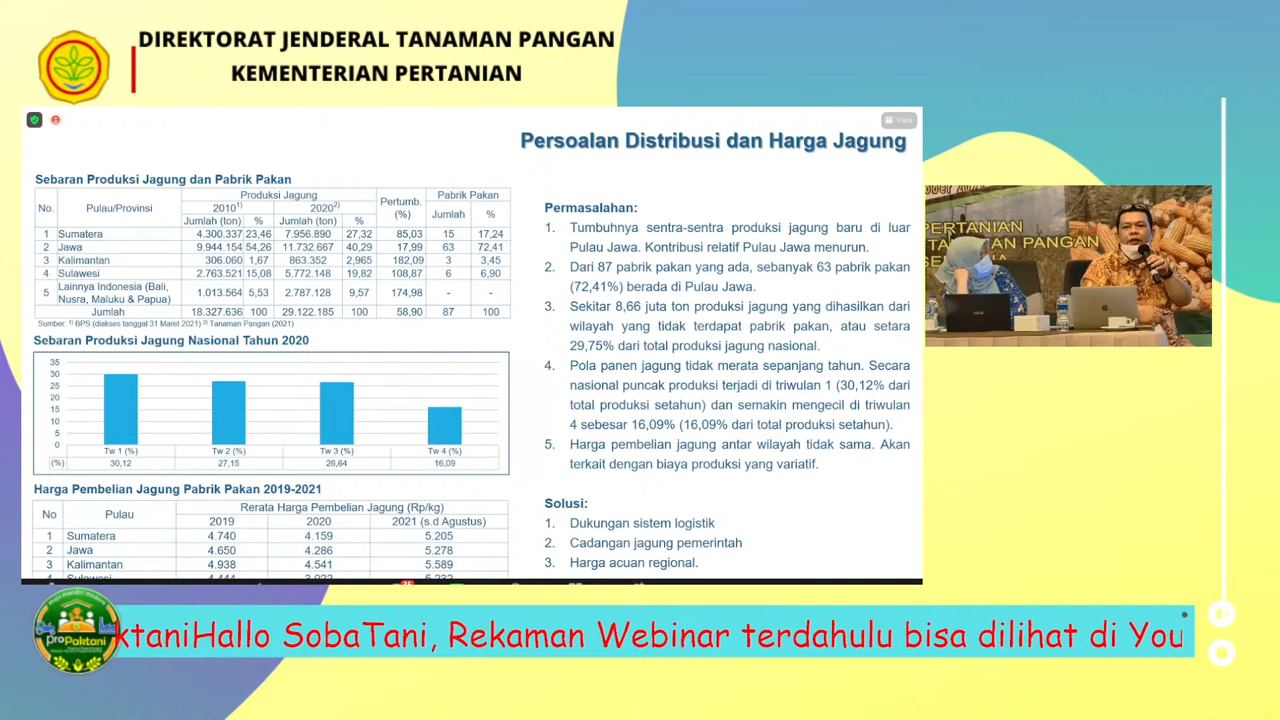 DIREKTORAT JENDERAL TANAMAN PANGAN
KEMENTERIAN PERTANIAN
View
Persoalan Distribusi dan Harga Jagung
Sebaran Produksi Jagung dan Pabrik Pakan
No. Pulau/Provinsi Produksi Jagung Pertumb. (%) Pabrik Pakan
2010¹⁾ 2020²⁾ Jumlah %
Jumlah (ton) % Jumlah (ton) %
1 Sumatera 4.300.337 23,46 7.956.890 27,32 85,03 15 17,24
2 Jawa 9.944.154 54,26 11.732.667 40,29 17,99 63 72,41
3 Kalimantan 306.060 1,67 863.352 2,965 182,09 3 3,45
4 Sulawesi 2.763.521 15,08 5.772.148 19,82 108,87 6 6,90
5 Lainnya Indonesia (Bali, Nusra, Maluku & Papua) 1.013.564 5,53 2.787.128 9,57 174,98 - -
Jumlah 18.327.636 100 29.122.185 100 58,90 87 100
Sumber: ¹⁾ BPS (diakses tanggal 31 Maret 2021) ²⁾ Tanaman Pangan (2021)
Sebaran Produksi Jagung Nasional Tahun 2020
35
30
25
20
15
10
5
0
Tw 1 (%) Tw 2 (%) Tw 3 (%) Tw 4 (%)
(%) 30,12 27,15 26,64 16,09
Harga Pembelian Jagung Pabrik Pakan 2019-2021
No Pulau Rerata Harga Pembelian Jagung (Rp/kg)
2019 2020 2021 (s.d Agustus)
1 Sumatera 4.740 4.159 5.205
2 Jawa 4.650 4.286 5.278
3 Kalimantan 4.938 4.541 5.589
Permasalahan:
1. Tumbuhnya sentra-sentra produksi jagung baru di luar
Pulau Jawa. Kontribusi relatif Pulau Jawa menurun.
2. Dari 87 pabrik pakan yang ada, sebanyak 63 pabrik pakan
(72,41%) berada di Pulau Jawa.
3. Sekitar 8,66 juta ton produksi jagung yang dihasilkan dari
wilayah yang tidak terdapat pabrik pakan, atau setara
29,75% dari total produksi jagung nasional.
4. Pola panen jagung tidak merata sepanjang tahun. Secara
nasional puncak produksi terjadi di triwulan 1 (30,12% dari
total produksi setahun) dan semakin mengecil di triwulan
4 sebesar 16,09% (16,09% dari total produksi setahun).
5. Harga pembelian jagung antar wilayah tidak sama. Akan
terkait dengan biaya produksi yang variatif.
Solusi:
1. Dukungan sistem logistik
2. Cadangan jagung pemerintah
3. Harga acuan regional.
PERTANIAN
TANAMAN PANGAN
proPaktani
ktaniHallo SobaTani, Rekaman Webinar terdahulu bisa dilihat di You